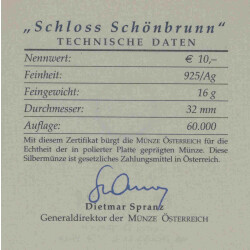 „Schloss Schönbrunn"
TECHNISCHE DATEN
Nennwert: € 10,–
Feinheit: 925/Ag
Feingewicht: 16 g
Durchmesser: 32 mm
Auflage: 60.000
Mit diesem Zertifikat bürgt die MÜNZE ÖSTERREICH für
die Echtheit der in polierter Platte geprägten Münze. Diese
Silbermünze ist gesetzliches Zahlungsmittel in Österreich.
Dietmar Spranz
Generaldirektor der MÜNZE ÖSTERREICH